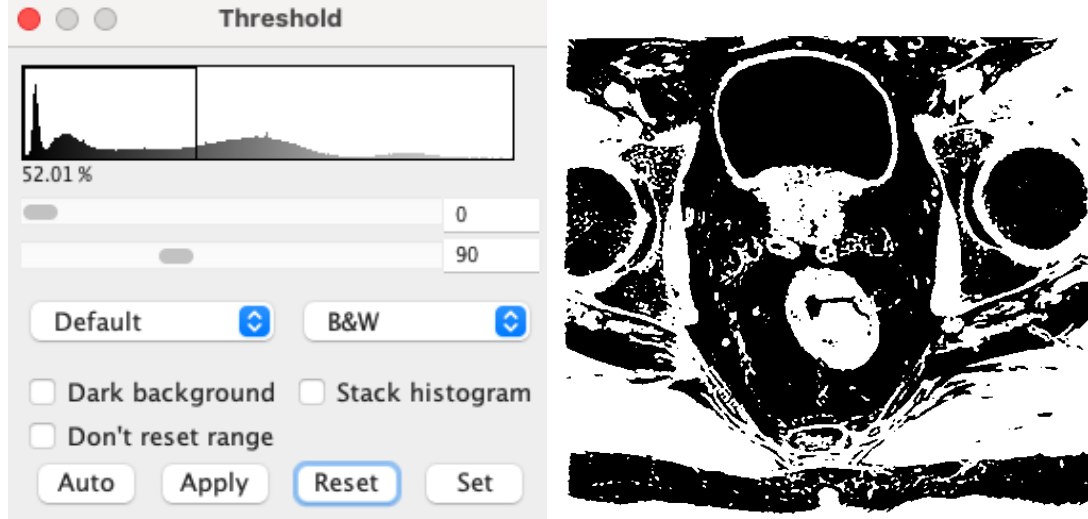 Threshold
52.01 %
0
90
Default B&W
Dark background Stack histogram
Don't reset range
Auto Apply Reset Set